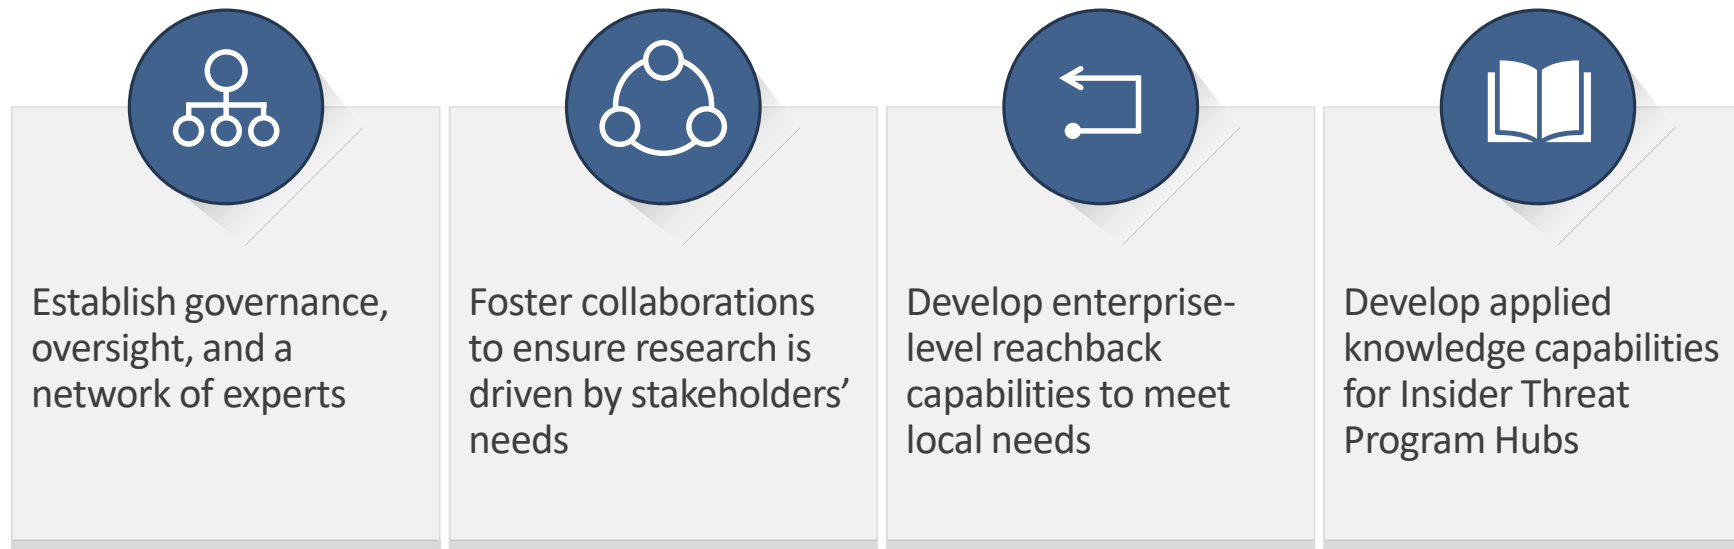 Establish governance,
oversight, and a
network of experts
Foster collaborations
to ensure research is
driven by stakeholders’
needs
Develop enterprise-
level reachback
capabilities to meet
local needs
Develop applied
knowledge capabilities
for Insider Threat
Program Hubs